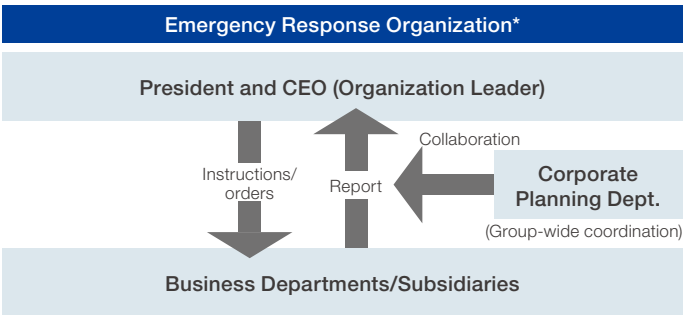 Emergency Response Organization*
President and CEO (Organization Leader)
Collaboration
Instructions/
orders
Report
Corporate
Planning Dept.
(Group-wide coordination)
Business Departments/Subsidiaries